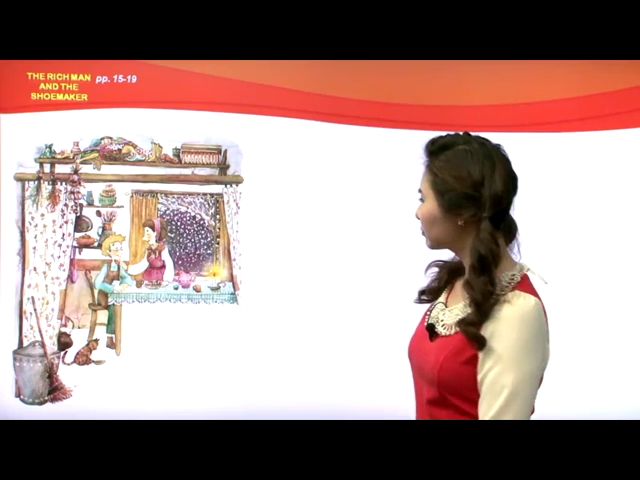 THE RICH MAN pp. 15-19
AND THE
SHOEMAKER